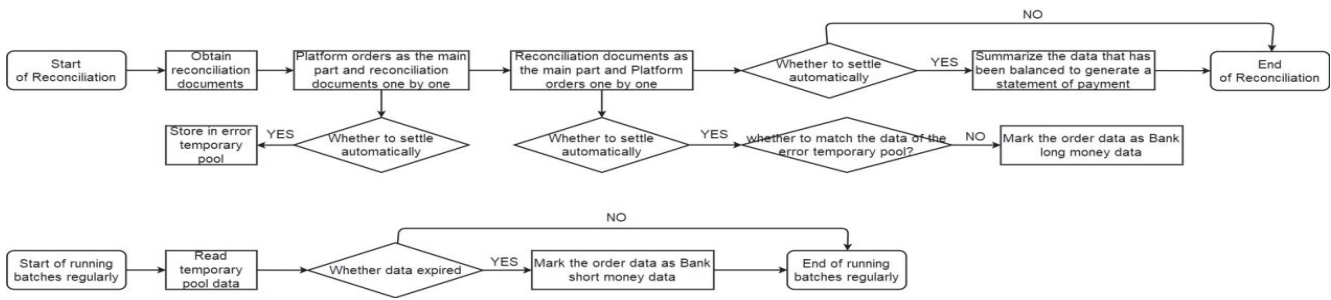 NO
Start
of Reconciliation
Obtain
reconciliation
documents
Platform orders as the main
part and reconciliation
documents one by one
Reconciliation documents as
the main part and Platform
orders one by one
Whether to settle
automatically
YES
Summarize the data that has
been balanced to generate a
statement of payment
End
of Reconciliation
Store in error
temporary
pool
YES
Whether to settle
automatically
Whether to settle
automatically
YES
whether to match the data of the
error temporary pool?
NO
Mark the order data as Bank
long money data
NO
Start of running
batches regularly
Read
temporary
pool data
Whether data expired
YES
Mark the order data as Bank
short money data
End of running
batches regularly